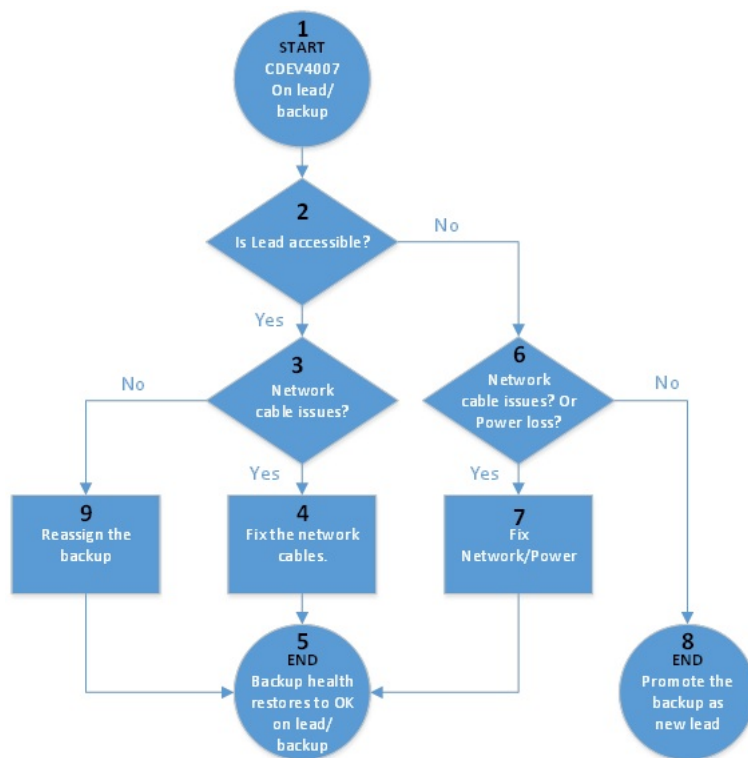 1
START
CDEV4007
On lead/
backup
2
Is Lead accessible?
No
Yes
3
Network
cable issues?
6
Network
cable issues? Or
Power loss?
No
No
Yes
Yes
9
Reassign the
backup
4
Fix the network
cables.
7
Fix
Network/Power
5
END
Backup health
restores to OK
on lead/
backup
8
END
Promote the
backup as
new lead